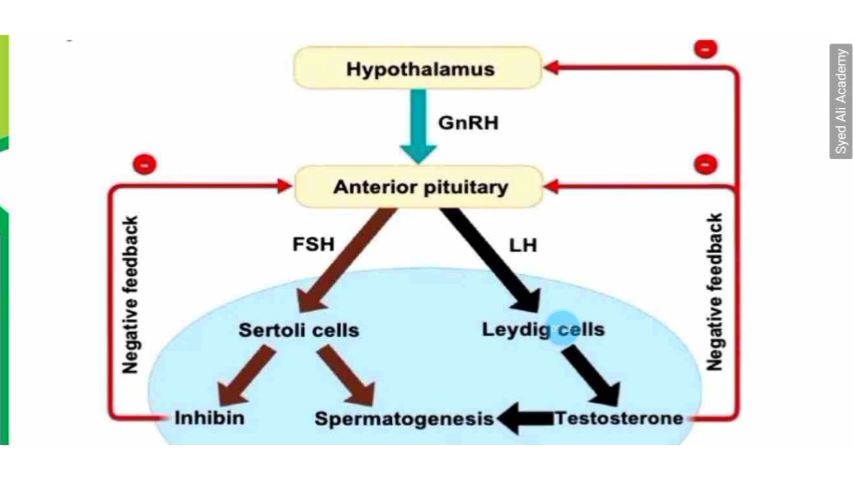 Hypothalamus
GnRH
Anterior pituitary
FSH
LH
Negative feedback
Negative feedback
Sertoli cells
Leydig cells
Inhibin
Spermatogenesis
Testosterone
Syed Ali Academy